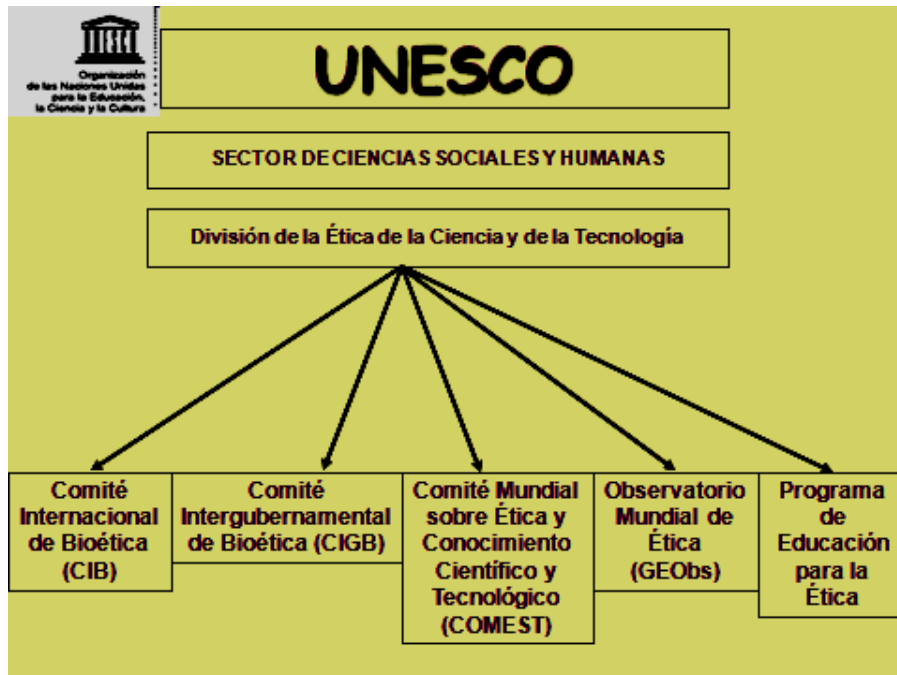 UNESCO
Organización
de las Naciones Unidas
para la Educación,
la Ciencia y la Cultura
UNESCO
SECTOR DE CIENCIAS SOCIALES Y HUMANAS
División de la Ética de la Ciencia y de la Tecnología
Comité
Internacional
de Bioética
(CIB)
Comité
Intergubernamental
de Bioética (CIGB)
Comité Mundial
sobre Ética y
Conocimiento
Científico y
Tecnológico
(COMEST)
Observatorio
Mundial de
Ética
(GEObs)
Programa
de
Educación
para la
Ética